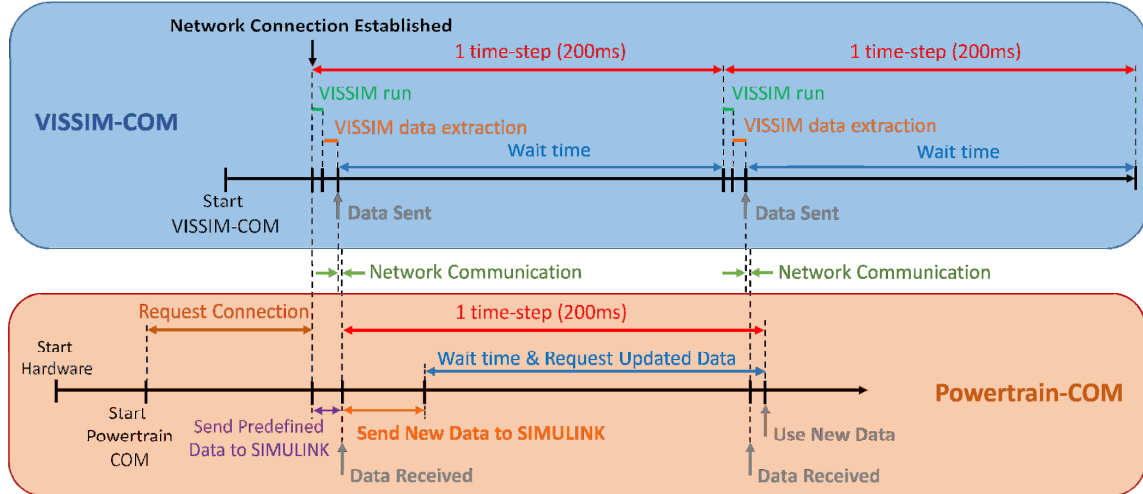 Network Connection Established
1 time-step (200ms)
1 time-step (200ms)
VISSIM run
VISSIM run
VISSIM-COM
VISSIM data extraction
VISSIM data extraction
Wait time
Wait time
Start
VISSIM-COM
Data Sent
Data Sent
Network Communication
Network Communication
Request Connection
1 time-step (200ms)
Start
Hardware
Wait time & Request Updated Data
Powertrain-COM
Start
Powertrain
COM
Send Predefined
Data to SIMULINK
Send New Data to SIMULINK
Use New Data
Data Received
Data Received